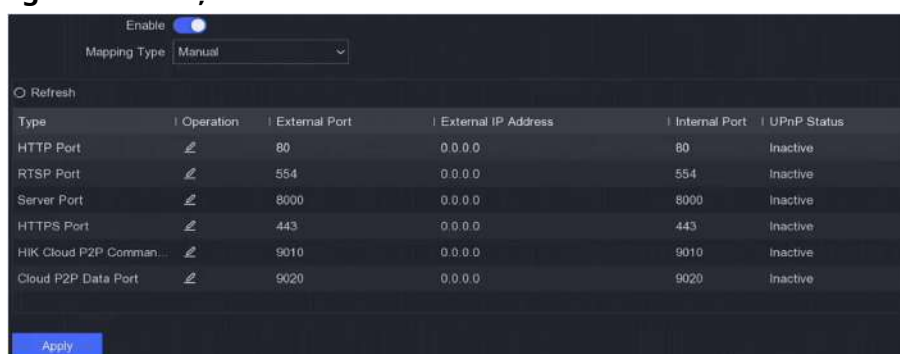 Enable
Mapping Type Manual
Refresh
Type Operation External Port External IP Address Internal Port UPnP Status
HTTP Port 80 0.0.0.0 80 Inactive
RTSP Port 554 0.0.0.0 554 Inactive
Server Port 8000 0.0.0.0 8000 Inactive
HTTPS Port 443 0.0.0.0 443 Inactive
HIK Cloud P2P Comman... 9010 0.0.0.0 9010 Inactive
Cloud P2P Data Port 9020 0.0.0.0 9020 Inactive
Apply